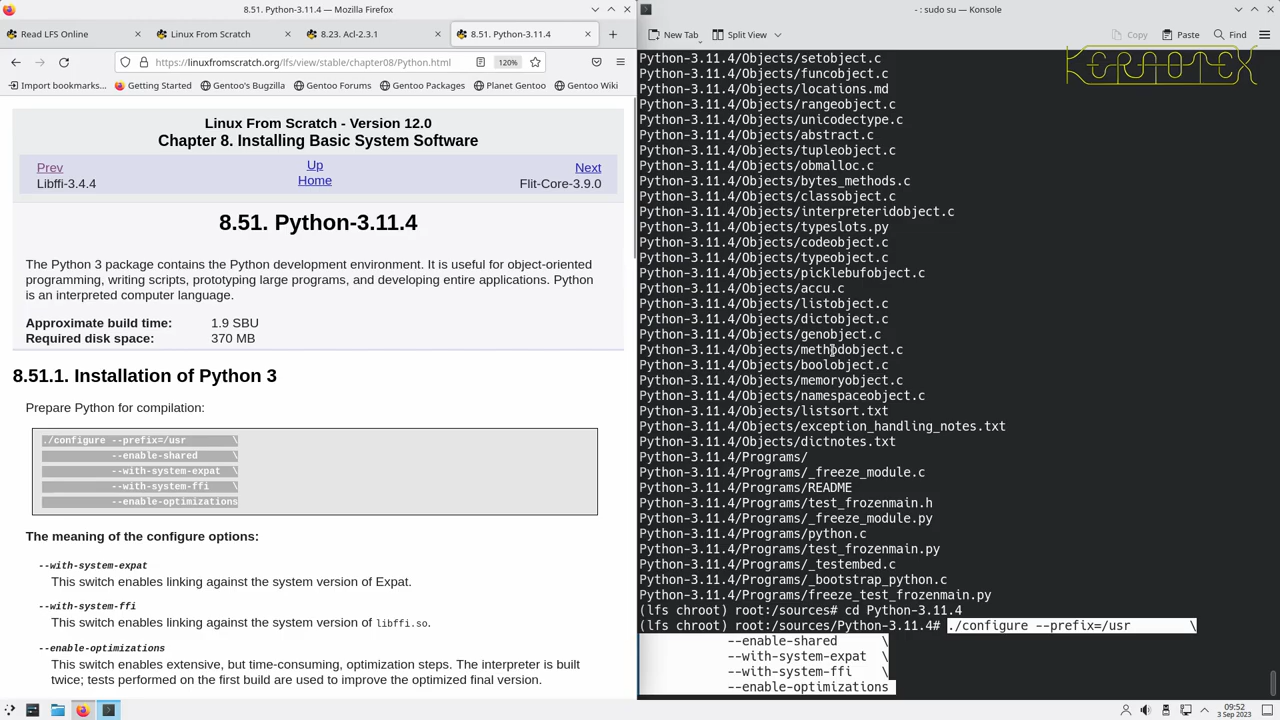 8.51. Python-3.11.4 — Mozilla Firefox
Read LFS Online
Linux From Scratch
8.23. Acl-2.3.1
8.51. Python-3.11.4
https://linuxfromscratch.org/lfs/view/stable/chapter08/Python.html
120%
Import bookmarks...
Getting Started
Gentoo's Bugzilla
Gentoo Forums
Gentoo Packages
Planet Gentoo
Gentoo Wiki
Linux From Scratch - Version 12.0
Chapter 8. Installing Basic System Software
Prev
Up
Next
Libffi-3.4.4
Home
Flit-Core-3.9.0
8.51. Python-3.11.4
The Python 3 package contains the Python development environment. It is useful for object-oriented
programming, writing scripts, prototyping large programs, and developing entire applications. Python
is an interpreted computer language.
Approximate build time: 1.9 SBU
Required disk space: 370 MB
8.51.1. Installation of Python 3
Prepare Python for compilation:
./configure --prefix=/usr \
--enable-shared \
--with-system-expat \
--with-system-ffi \
--enable-optimizations
The meaning of the configure options:
--with-system-expat
This switch enables linking against the system version of Expat.
--with-system-ffi
This switch enables linking against the system version of libffi.so.
--enable-optimizations
This switch enables extensive, but time-consuming, optimization steps. The interpreter is built
twice; tests performed on the first build are used to improve the optimized final version.
- : sudo su — Konsole
New Tab
Split View
Copy
Paste
Find
KERNOTEX
Python-3.11.4/Objects/setobject.c
Python-3.11.4/Objects/funcobject.c
Python-3.11.4/Objects/locations.md
Python-3.11.4/Objects/rangeobject.c
Python-3.11.4/Objects/unicodectype.c
Python-3.11.4/Objects/abstract.c
Python-3.11.4/Objects/tupleobject.c
Python-3.11.4/Objects/obmalloc.c
Python-3.11.4/Objects/bytes_methods.c
Python-3.11.4/Objects/classobject.c
Python-3.11.4/Objects/interpreteridobject.c
Python-3.11.4/Objects/typeslots.py
Python-3.11.4/Objects/codeobject.c
Python-3.11.4/Objects/typeobject.c
Python-3.11.4/Objects/picklebufobject.c
Python-3.11.4/Objects/accu.c
Python-3.11.4/Objects/listobject.c
Python-3.11.4/Objects/dictobject.c
Python-3.11.4/Objects/genobject.c
Python-3.11.4/Objects/methodobject.c
Python-3.11.4/Objects/boolobject.c
Python-3.11.4/Objects/memoryobject.c
Python-3.11.4/Objects/namespaceobject.c
Python-3.11.4/Objects/listsort.txt
Python-3.11.4/Objects/exception_handling_notes.txt
Python-3.11.4/Objects/dictnotes.txt
Python-3.11.4/Programs/
Python-3.11.4/Programs/_freeze_module.c
Python-3.11.4/Programs/README
Python-3.11.4/Programs/test_frozenmain.h
Python-3.11.4/Programs/_freeze_module.py
Python-3.11.4/Programs/python.c
Python-3.11.4/Programs/test_frozenmain.py
Python-3.11.4/Programs/_testembed.c
Python-3.11.4/Programs/_bootstrap_python.c
Python-3.11.4/Programs/freeze_test_frozenmain.py
(lfs chroot) root:/sources# cd Python-3.11.4
(lfs chroot) root:/sources/Python-3.11.4# ./configure --prefix=/usr \
--enable-shared \
--with-system-expat \
--with-system-ffi \
--enable-optimizations
09:52
3 Sep 2023